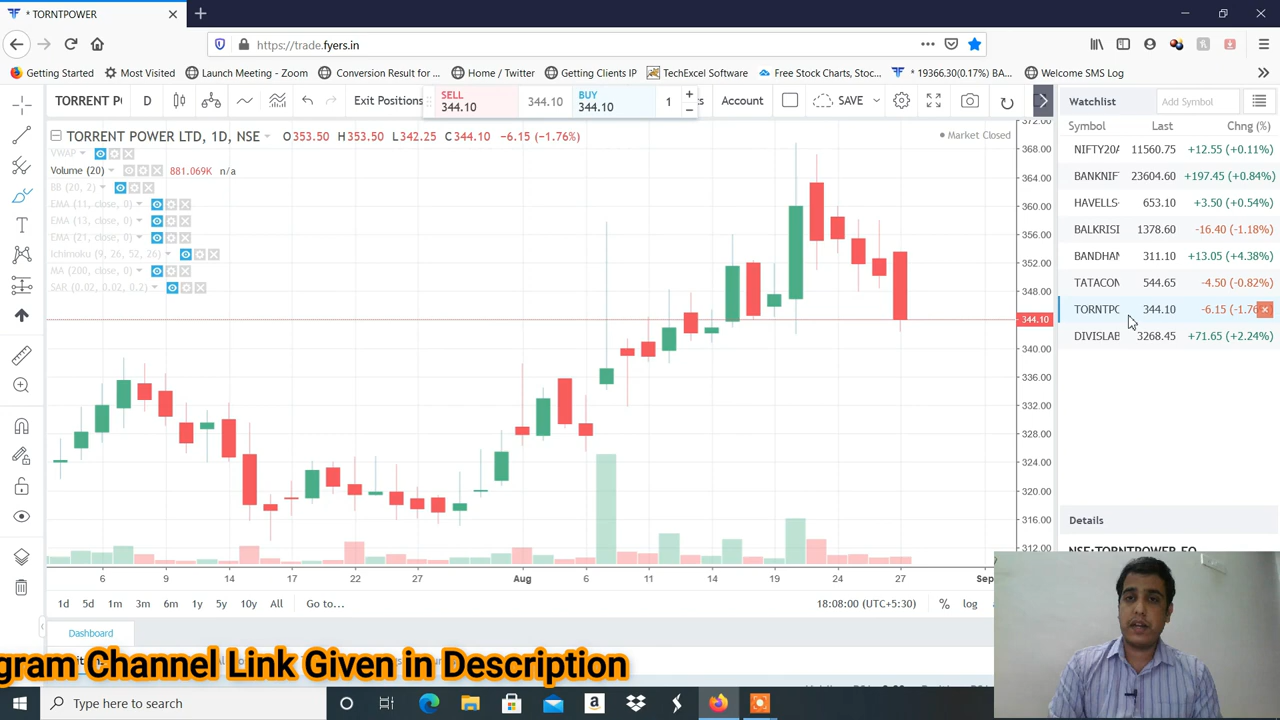 * TORNTPOWER
https://trade.fyers.in
Getting Started
Most Visited
Launch Meeting - Zoom
Conversion Result for ...
Home / Twitter
Getting Clients IP
TechExcel Software
Free Stock Charts, Stoc...
* 19366.30(0.17%) BA...
Welcome SMS Log
TORRENT P
D
Exit Positions
SELL
344.10
344.10
BUY
344.10
1
Account
SAVE
Watchlist
Add Symbol
TORRENT POWER LTD, 1D, NSE
O353.50 H353.50 L342.25 C344.10 -6.15 (-1.76%)
Market Closed
VWAP
Volume (20) 881.069K n/a
BB (20, 2)
EMA (11, close, 0)
EMA (13, close, 0)
EMA (21, close, 0)
Ichimoku (9, 26, 52, 26)
MA (200, close, 0)
SAR (0.02, 0.02, 0.2)
372.00
368.00
364.00
360.00
356.00
352.00
348.00
344.10
340.00
336.00
332.00
328.00
324.00
320.00
316.00
312.00
Symbol Last Chng (%)
NIFTY20 11560.75 +12.55 (+0.11%)
BANKNIF 23604.60 +197.45 (+0.84%)
HAVELLS- 653.10 +3.50 (+0.54%)
BALKRISI 1378.60 -16.40 (-1.18%)
BANDHAN 311.10 +13.05 (+4.38%)
TATACON 544.65 -4.50 (-0.82%)
TORNTPO 344.10 -6.15 (-1.76
DIVISLAB 3268.45 +71.65 (+2.24%)
Details
NSE:TORNTPOWER-EQ
6 9 14 17 22 27 Aug 6 11 14 19 24 27 Sep
1d 5d 1m 3m 6m 1y 5y 10y All Go to...
18:08:00 (UTC+5:30) % log
Dashboard
gram Channel Link Given in Description
Type here to search